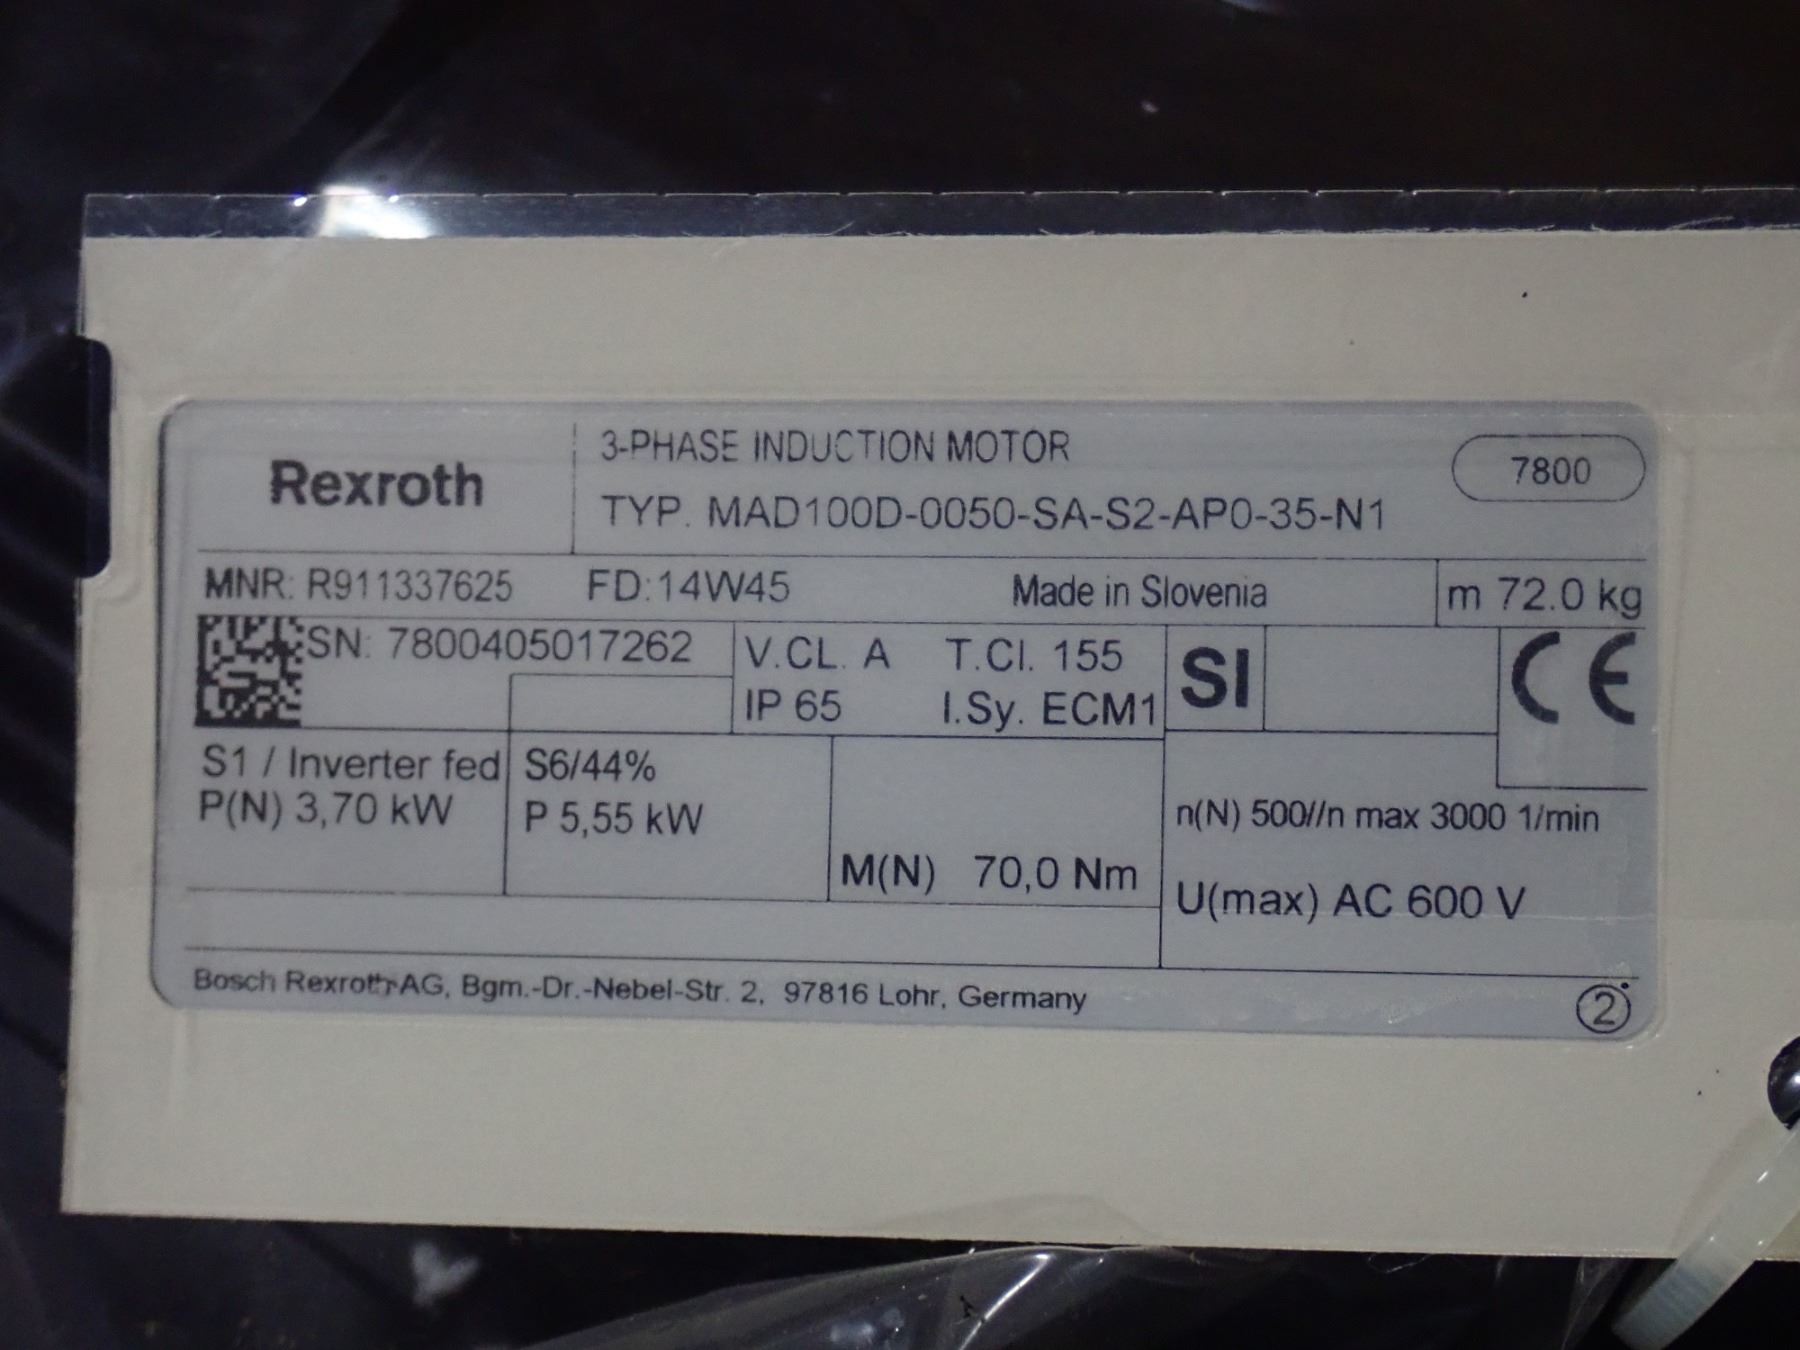 Rexroth
3-PHASE INDUCTION MOTOR
TYP. MAD100D-0050-SA-S2-AP0-35-N1
7800
MNR: R911337625 FD:14W45 Made in Slovenia m 72.0 kg
SN: 7800405017262
V.CL. A T.Cl. 155
IP 65 I.Sy. ECM1
SI
CE
S1 / Inverter fed
P(N) 3,70 kW
S6/44%
P 5,55 kW
M(N) 70,0 Nm
n(N) 500//n max 3000 1/min
U(max) AC 600 V
Bosch Rexroth AG, Bgm.-Dr.-Nebel-Str. 2, 97816 Lohr, Germany
2